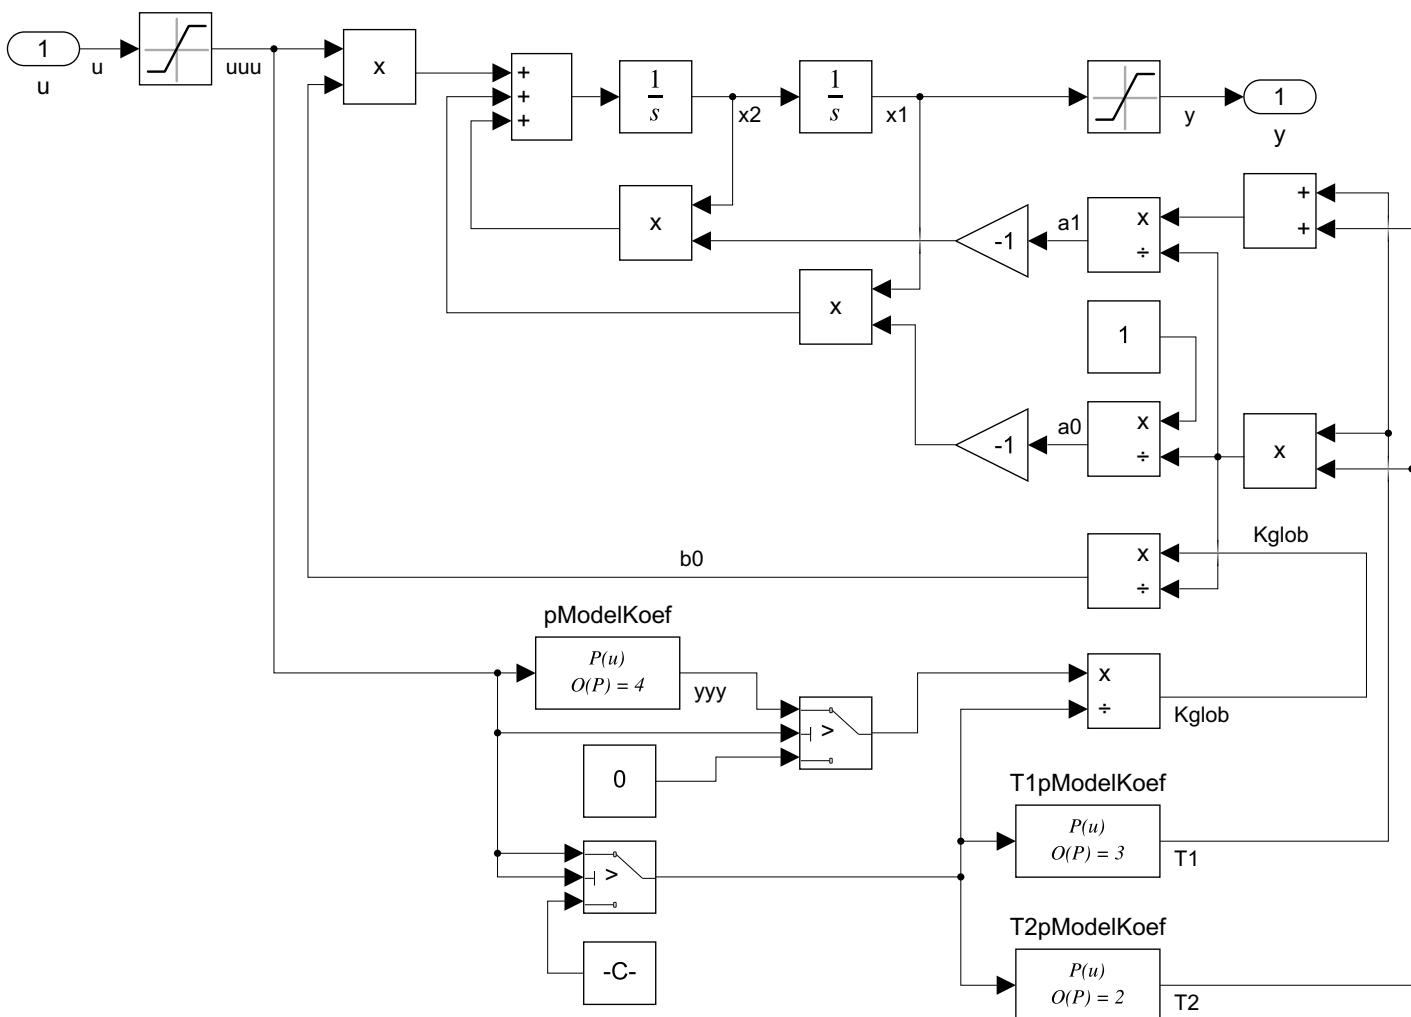 1
u
u
uuu
x
+
+
+
1
s
x2
1
s
x1
y
1
y
x
-1
a1
x
÷
+
+
x
1
-1
a0
x
÷
x
Kglob
b0
x
÷
pModelKoef
P(u)
O(P) = 4
yyy
>
x
÷
Kglob
0
T1pModelKoef
P(u)
O(P) = 3
T1
>
-C-
T2pModelKoef
P(u)
O(P) = 2
T2